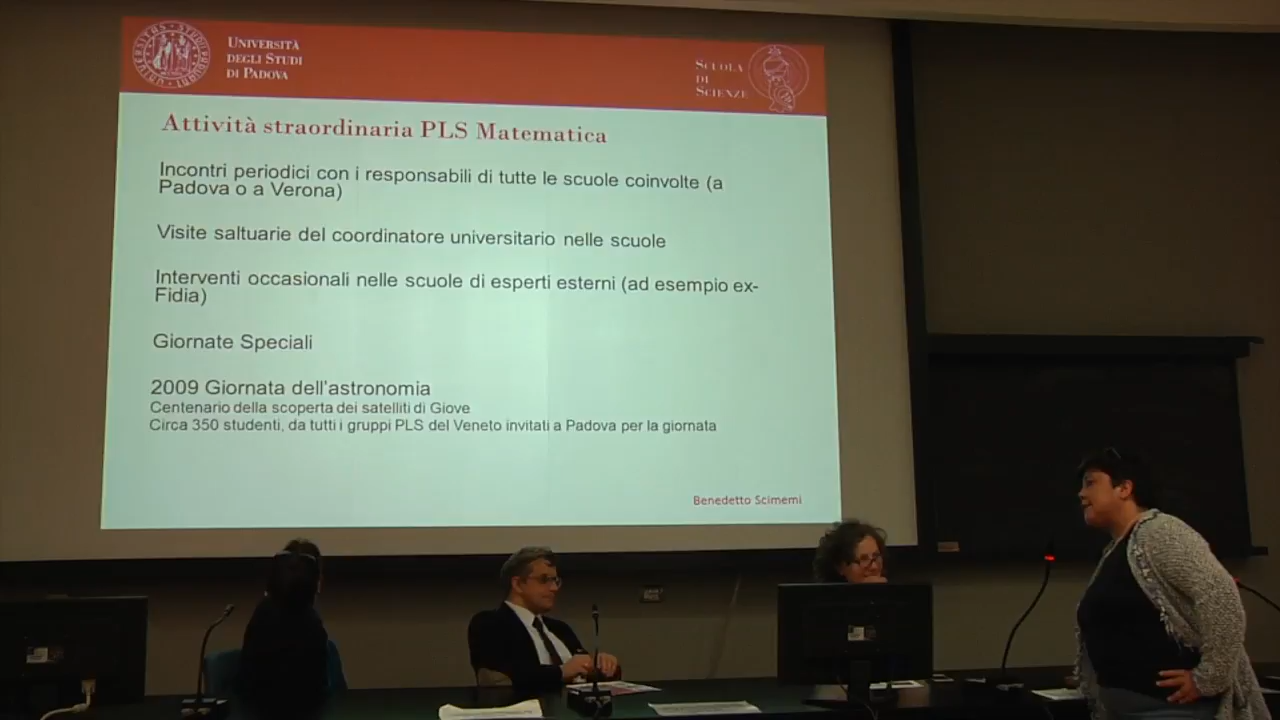 UNIVERSITÀ
DEGLI STUDI
DI PADOVA
SCUOLA
DI
SCIENZE
Attività straordinaria PLS Matematica
Incontri periodici con i responsabili di tutte le scuole coinvolte (a
Padova o a Verona)
Visite saltuarie del coordinatore universitario nelle scuole
Interventi occasionali nelle scuole di esperti esterni (ad esempio ex-
Fidia)
Giornate Speciali
2009 Giornata dell'astronomia
Centenario della scoperta dei satelliti di Giove
Circa 350 studenti, da tutti i gruppi PLS del Veneto invitati a Padova per la giornata
Benedetto Scimemi